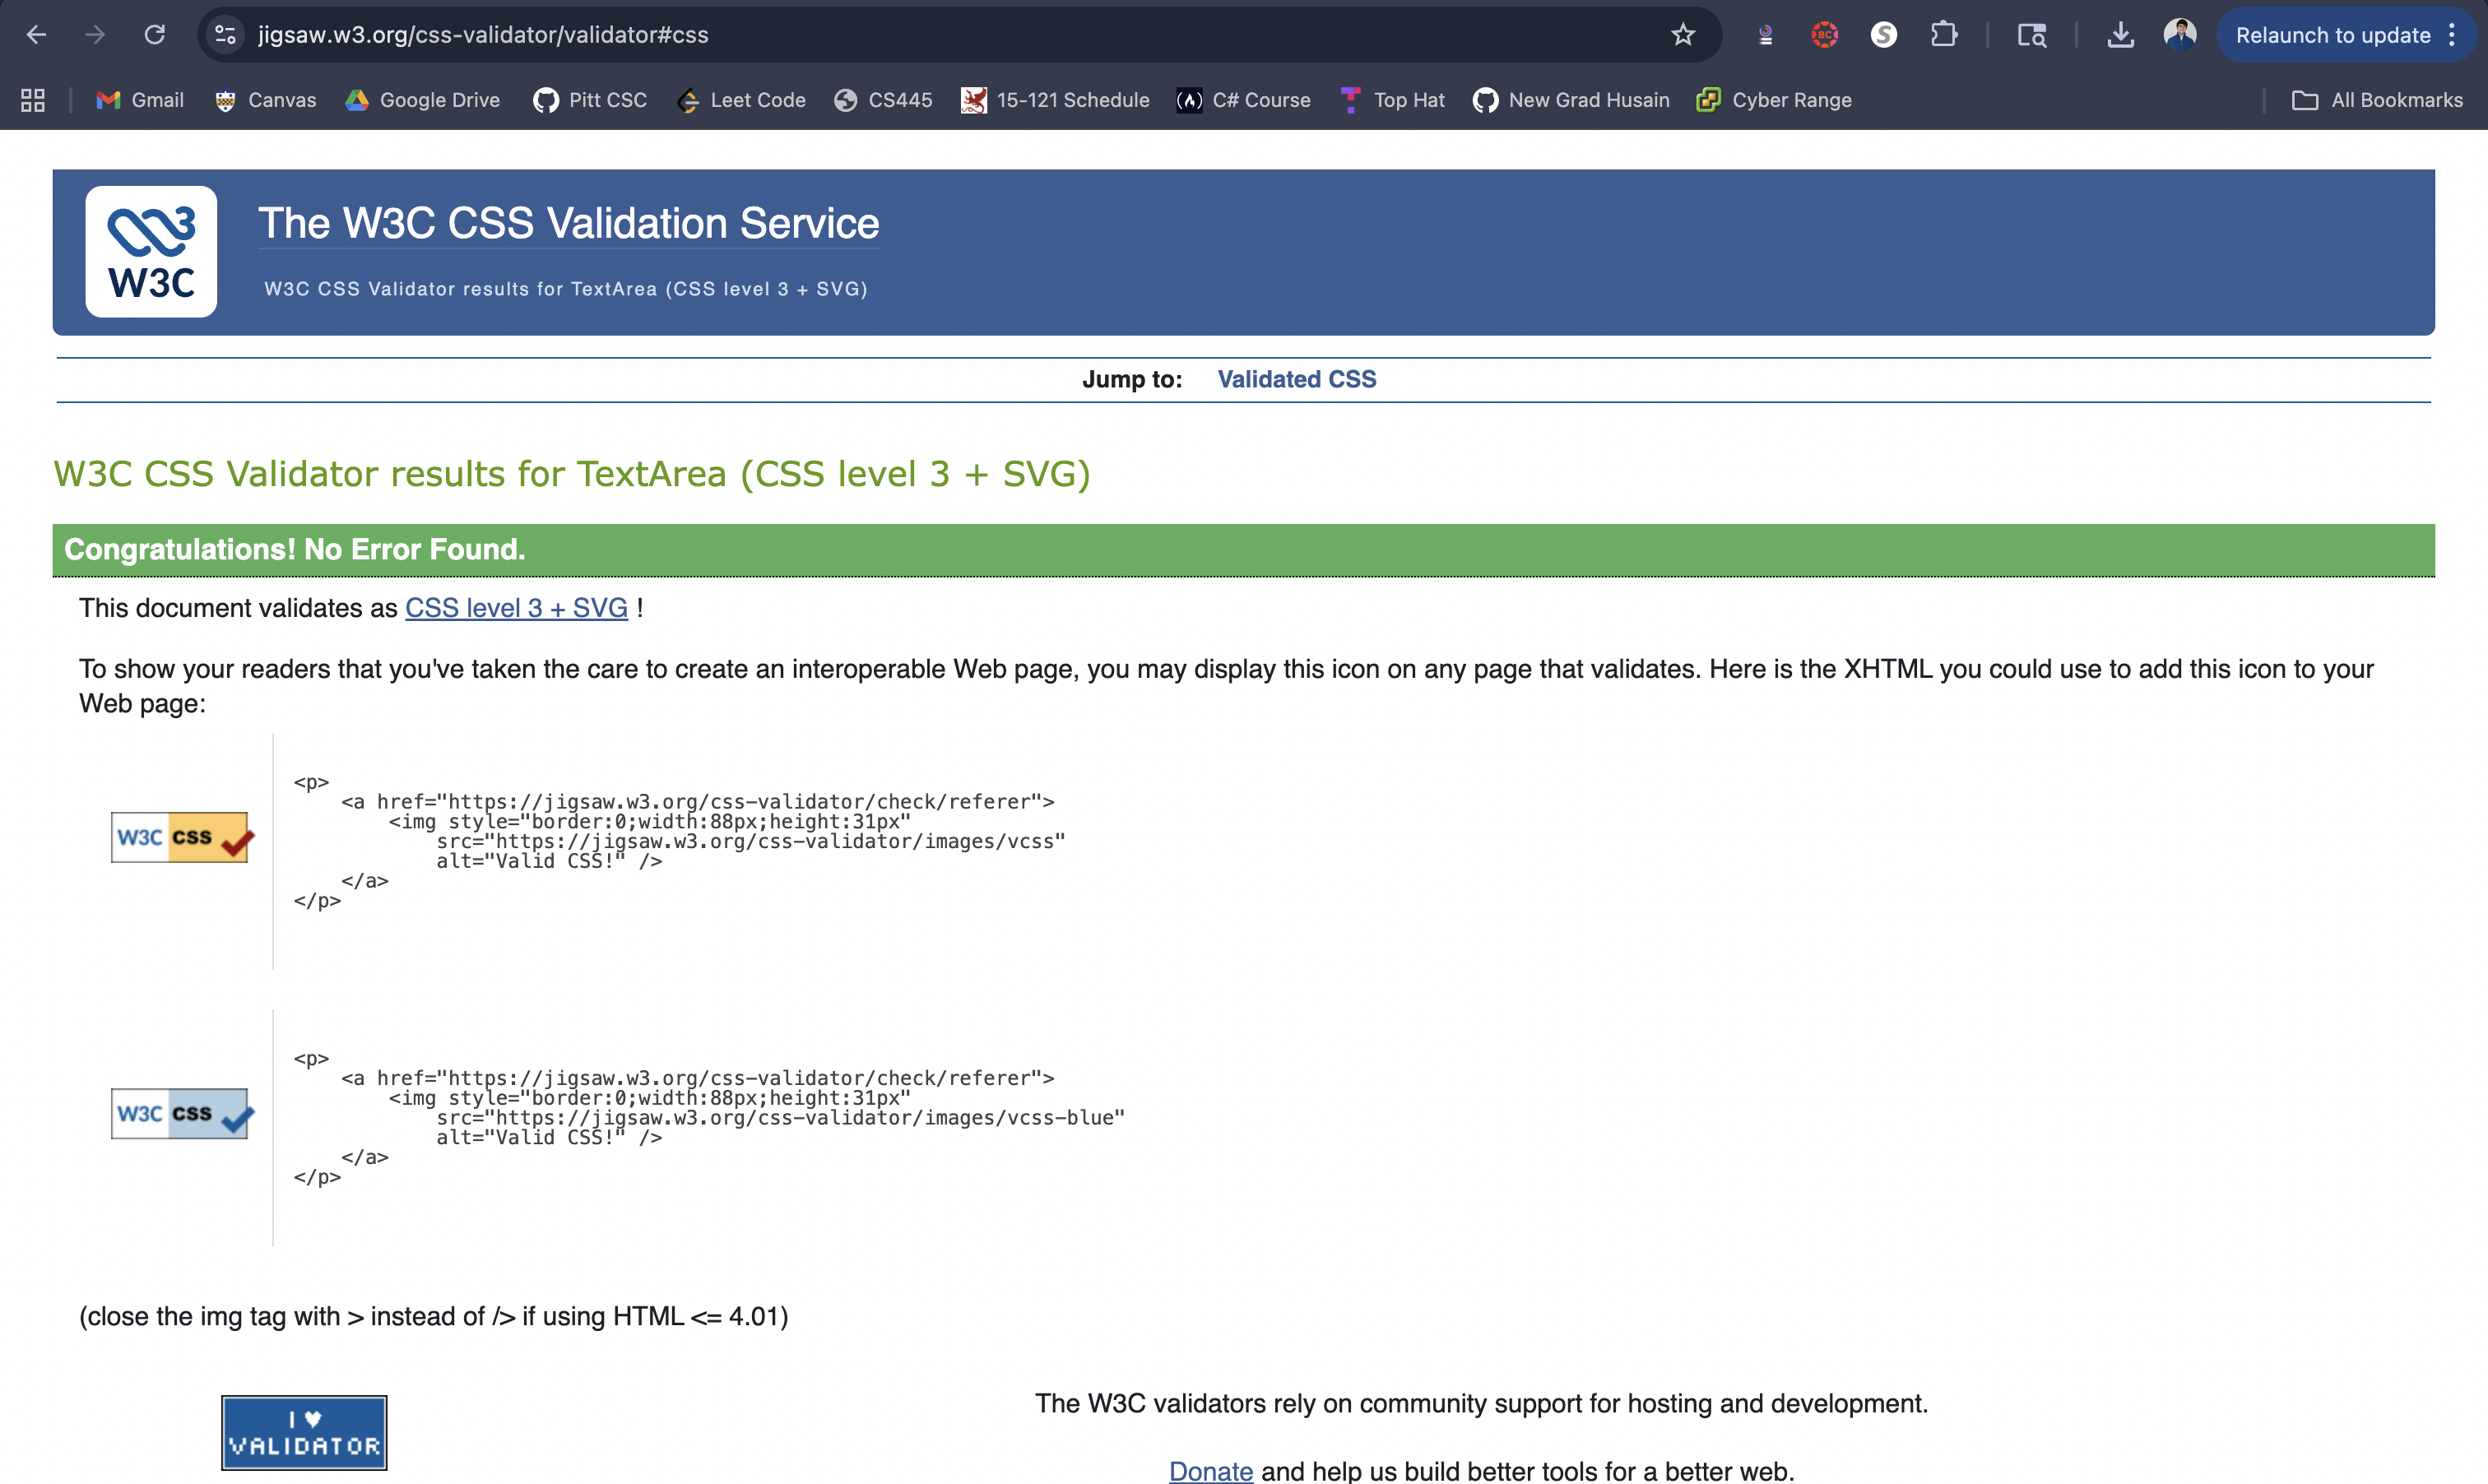 jigsaw.w3.org/css-validator/validator#css
BC
S
Relaunch to update
Gmail
Canvas
Google Drive
Pitt CSC
Leet Code
CS445
15-121 Schedule
C# Course
Top Hat
New Grad Husain
Cyber Range
All Bookmarks
W3C
The W3C CSS Validation Service
W3C CSS Validator results for TextArea (CSS level 3 + SVG)
Jump to: Validated CSS
W3C CSS Validator results for TextArea (CSS level 3 + SVG)
Congratulations! No Error Found.
This document validates as CSS level 3 + SVG !
To show your readers that you've taken the care to create an interoperable Web page, you may display this icon on any page that validates. Here is the XHTML you could use to add this icon to your
Web page:
W3C css
<p>
<a href="https://jigsaw.w3.org/css-validator/check/referer">
<img style="border:0;width:88px;height:31px"
src="https://jigsaw.w3.org/css-validator/images/vcss"
alt="Valid CSS!" />
</a>
</p>
W3C css
<p>
<a href="https://jigsaw.w3.org/css-validator/check/referer">
<img style="border:0;width:88px;height:31px"
src="https://jigsaw.w3.org/css-validator/images/vcss-blue"
alt="Valid CSS!" />
</a>
</p>
(close the img tag with > instead of /> if using HTML <= 4.01)
I ♥
VALIDATOR
The W3C validators rely on community support for hosting and development.
Donate and help us build better tools for a better web.